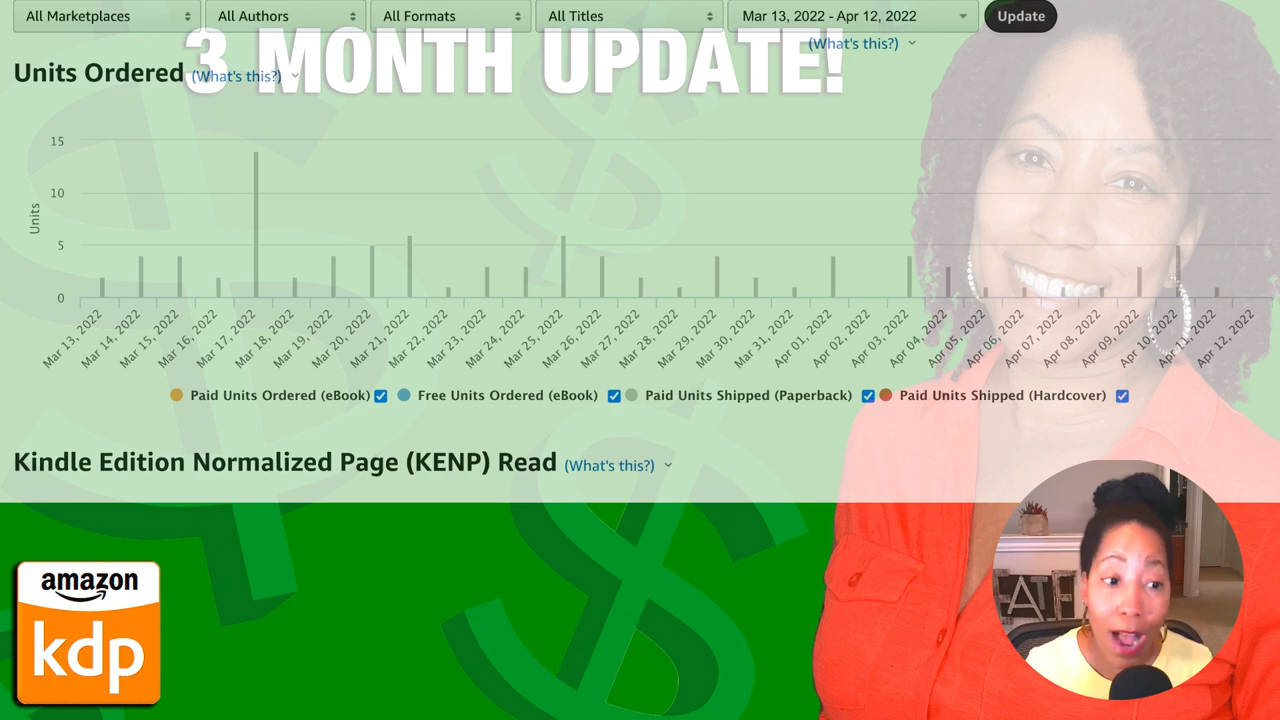 All Marketplaces All Authors All Formats All Titles Mar 13, 2022 - Apr 12, 2022 Update
(What's this?)
3 MONTH UPDATE!
Units Ordered (What's this?)
15
10
5
0
Units
Mar 13, 2022 Mar 14, 2022 Mar 15, 2022 Mar 16, 2022 Mar 17, 2022 Mar 18, 2022 Mar 19, 2022 Mar 20, 2022 Mar 21, 2022 Mar 22, 2022 Mar 23, 2022 Mar 24, 2022 Mar 25, 2022 Mar 26, 2022 Mar 27, 2022 Mar 28, 2022 Mar 29, 2022 Mar 30, 2022 Mar 31, 2022 Apr 01, 2022 Apr 02, 2022 Apr 03, 2022 Apr 04, 2022 Apr 05, 2022 Apr 06, 2022 Apr 07, 2022 Apr 08, 2022 Apr 09, 2022 Apr 10, 2022 Apr 11, 2022 Apr 12, 2022
Paid Units Ordered (eBook) Free Units Ordered (eBook) Paid Units Shipped (Paperback) Paid Units Shipped (Hardcover)
Kindle Edition Normalized Page (KENP) Read (What's this?)
amazon
kdp
EAT